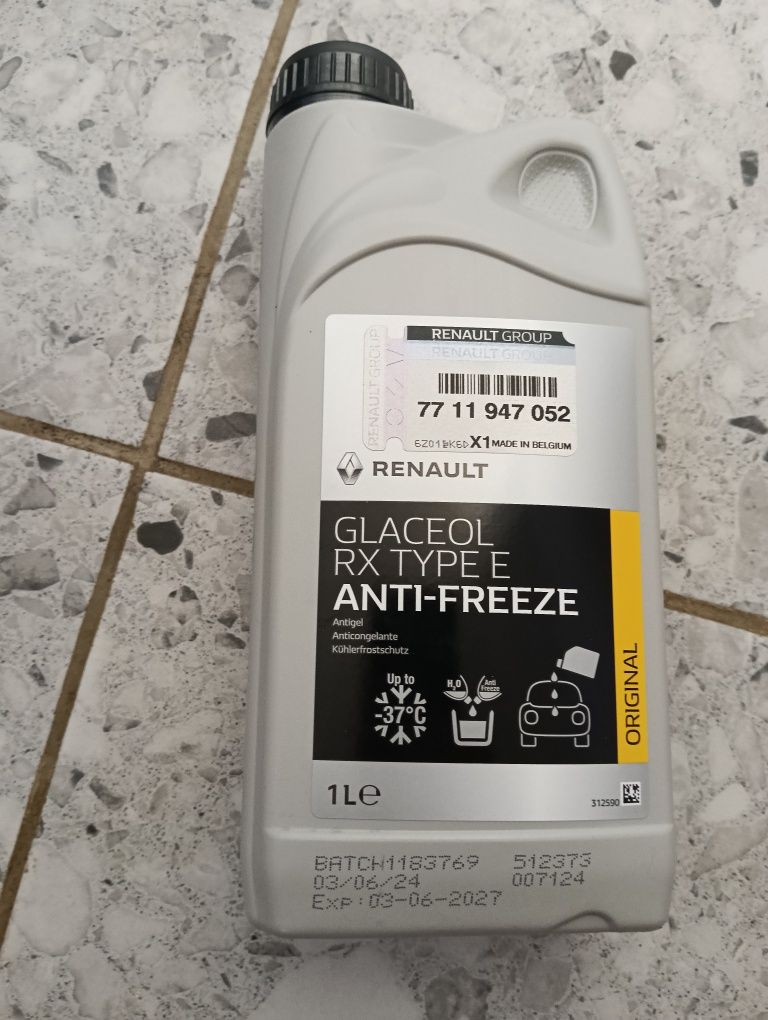 RENAULT GROUP
RENAULT GROUP
RENAULT GROUP
77 11 947 052
X1 MADE IN BELGIUM
RENAULT
GLACEOL
RX TYPE E
ANTI-FREEZE
Antigel
Anticongelante
Kühlerfrostschutz
Up to
-37°C
H2O
Anti
Freeze
ORIGINAL
1L℮
312590
BATCH1183769 512373
03/06/24 007124
Exp:03-06-2027